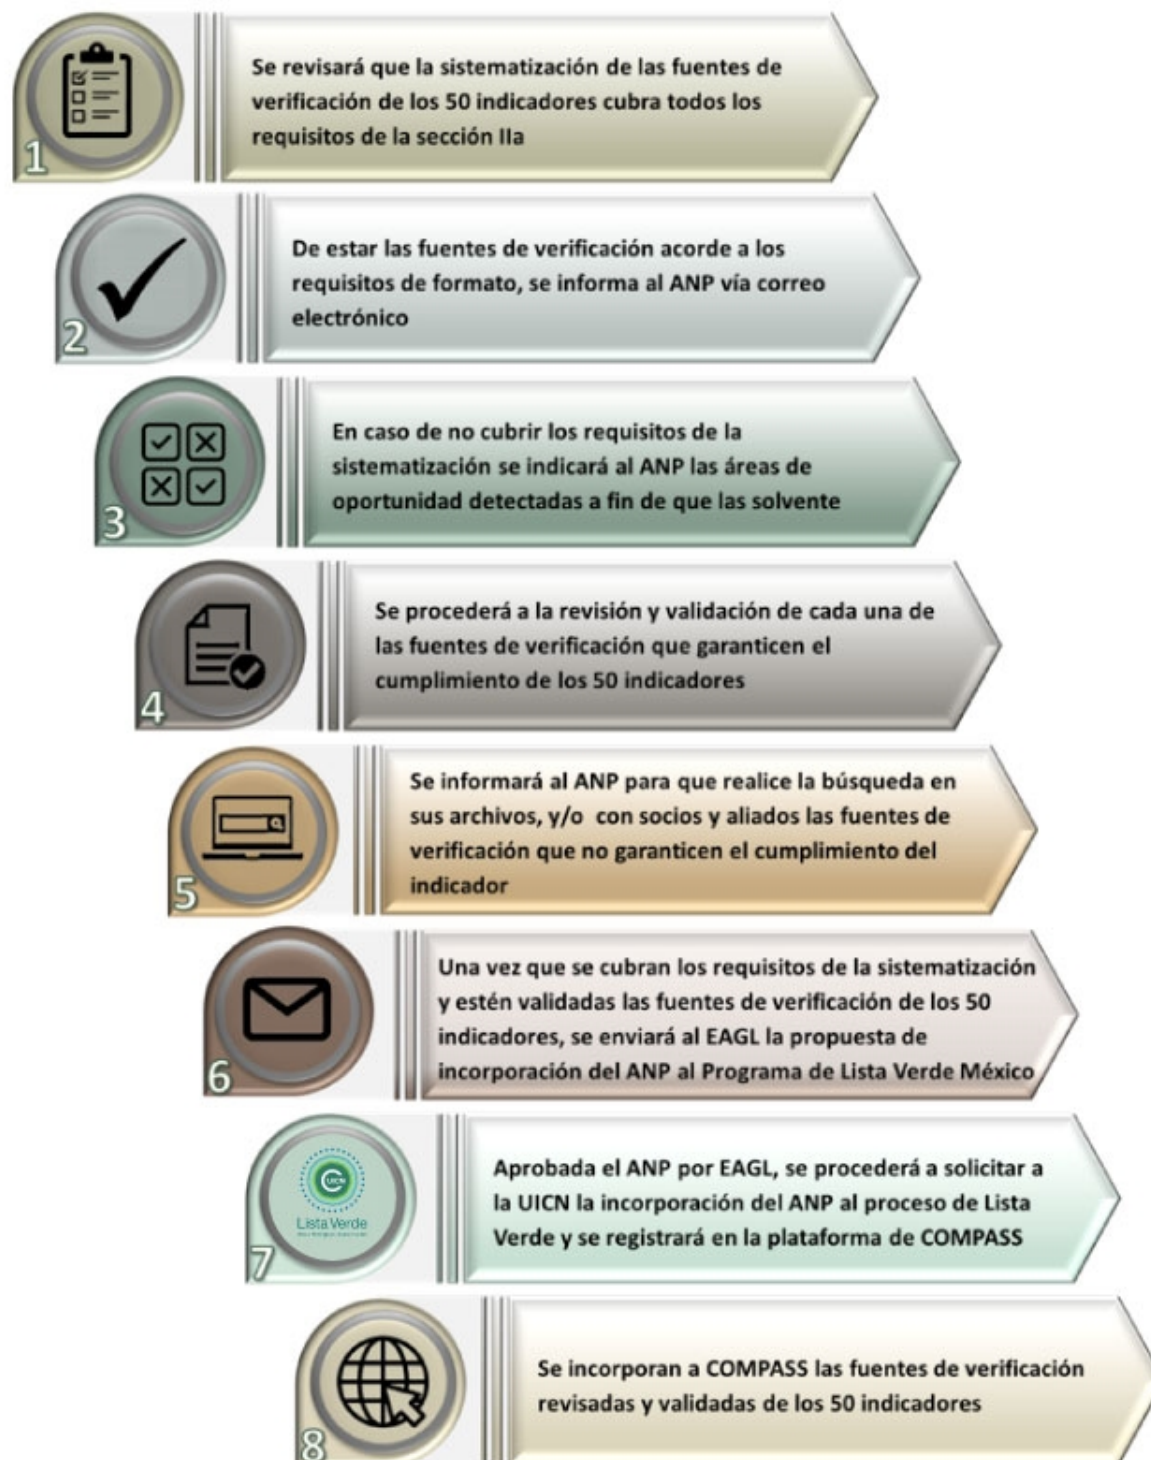 1
Se revisará que la sistematización de las fuentes de
verificación de los 50 indicadores cubra todos los
requisitos de la sección IIa
2
De estar las fuentes de verificación acorde a los
requisitos de formato, se informa al ANP vía correo
electrónico
3
En caso de no cubrir los requisitos de la
sistematización se indicará al ANP las áreas de
oportunidad detectadas a fin de que las solvente
4
Se procederá a la revisión y validación de cada una de
las fuentes de verificación que garanticen el
cumplimiento de los 50 indicadores
5
Se informará al ANP para que realice la búsqueda en
sus archivos, y/o con socios y aliados las fuentes de
verificación que no garanticen el cumplimiento del
indicador
6
Una vez que se cubran los requisitos de la sistematización
y estén validadas las fuentes de verificación de los 50
indicadores, se enviará al EAGL la propuesta de
incorporación del ANP al Programa de Lista Verde México
7
UICN
Lista Verde
Aprobada el ANP por EAGL, se procederá a solicitar a
la UICN la incorporación del ANP al proceso de Lista
Verde y se registrará en la plataforma de COMPASS
8
Se incorporan a COMPASS las fuentes de verificación
revisadas y validadas de los 50 indicadores